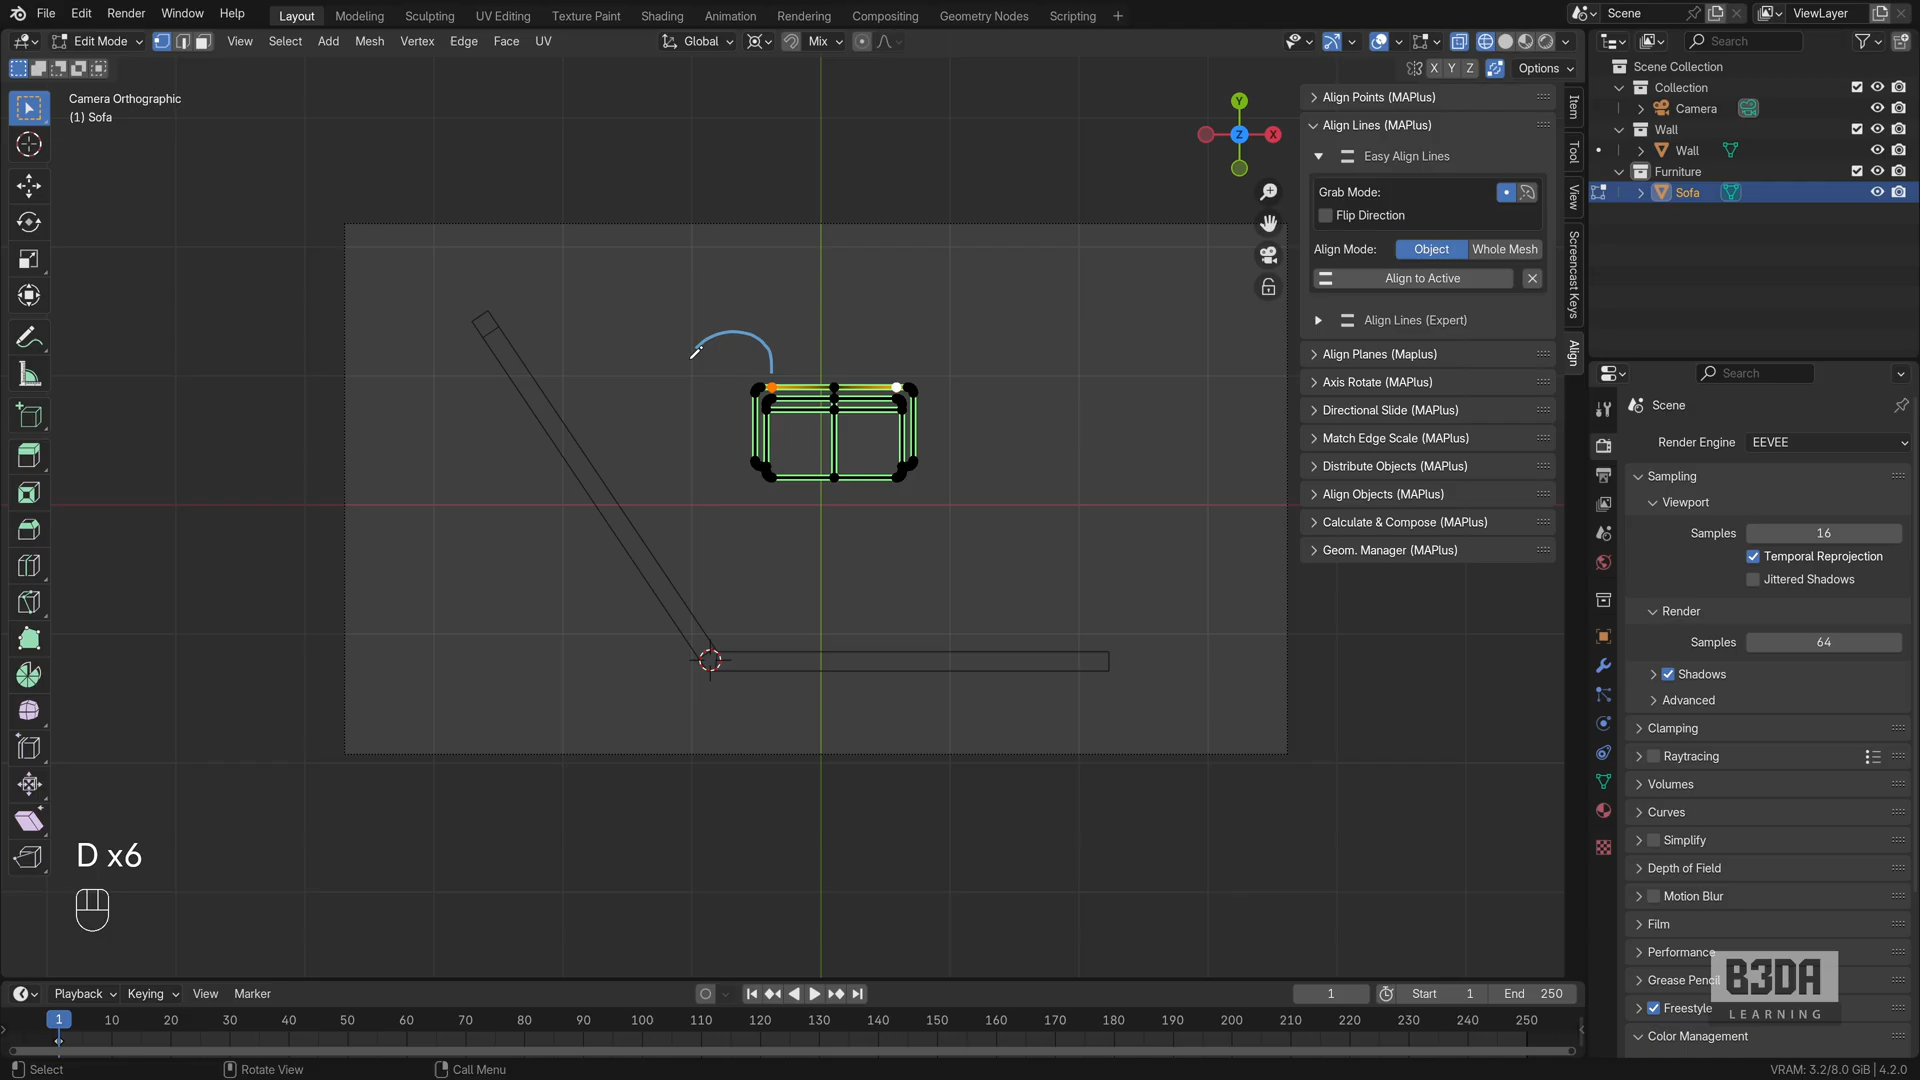 File Edit Render Window Help Layout Modeling Sculpting UV Editing Texture Paint Shading Animation Rendering Compositing Geometry Nodes Scripting + Scene ViewLayer
Edit Mode View Select Add Mesh Vertex Edge Face UV Global Mix Search
X Y Z Options
Camera Orthographic
(1) Sofa
Y
Z
X
Align Points (MAPlus)
Align Lines (MAPlus)
Easy Align Lines
Grab Mode:
Flip Direction
Align Mode: Object Whole Mesh
Align to Active
Align Lines (Expert)
Align Planes (Maplus)
Axis Rotate (MAPlus)
Directional Slide (MAPlus)
Match Edge Scale (MAPlus)
Distribute Objects (MAPlus)
Align Objects (MAPlus)
Calculate & Compose (MAPlus)
Geom. Manager (MAPlus)
Item
Tool
View
Screencast Keys
Align
Scene Collection
Collection
Camera
Wall
Wall
Furniture
Sofa
Search
Scene
Render Engine EEVEE
Sampling
Viewport
Samples 16
Temporal Reprojection
Jittered Shadows
Render
Samples 64
Shadows
Advanced
Clamping
Raytracing
Volumes
Curves
Simplify
Depth of Field
Motion Blur
Film
Performance
Grease Pencil
Freestyle
Color Management
B3DA
LEARNING
D x6
Playback Keying View Marker 1 Start 1 End 250
1 10 20 30 40 50 60 70 80 90 100 110 120 130 140 150 160 170 180 190 200 210 220 230 240 250
Select Rotate View Call Menu VRAM: 3.2/8.0 GiB | 4.2.0